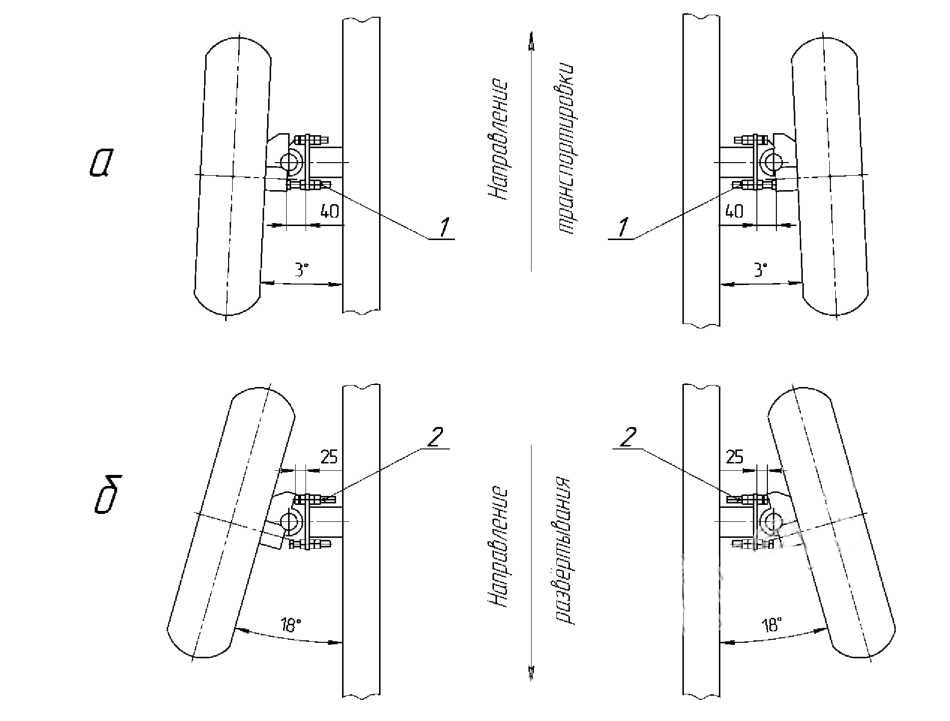 а
Направление
транспортировки
1
1
40
40
3°
3°
2
2
25
25
б
Направление
развёртывания
18°
18°